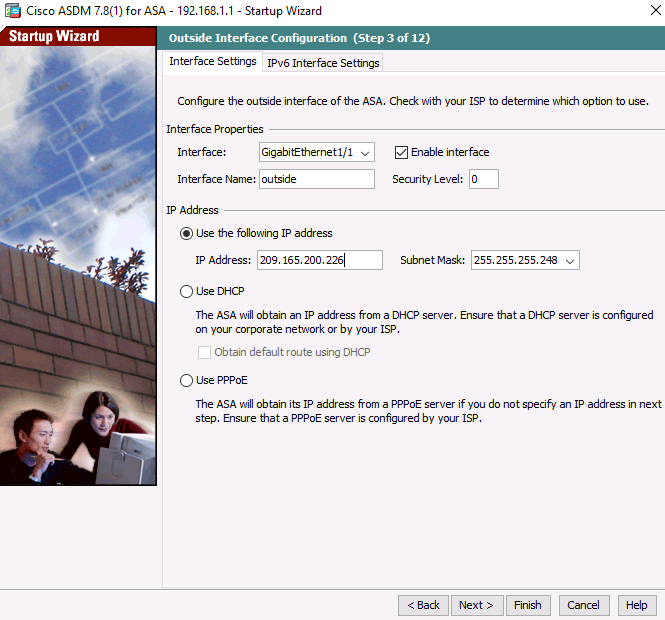 Cisco ASDM 7.8(1) for ASA - 192.168.1.1 - Startup Wizard
Startup Wizard
Outside Interface Configuration (Step 3 of 12)
Interface Settings IPv6 Interface Settings
Configure the outside interface of the ASA. Check with your ISP to determine which option to use.
Interface Properties
Interface: GigabitEthernet1/1 Enable interface
Interface Name: outside Security Level: 0
IP Address
Use the following IP address
IP Address: 209.165.200.226 Subnet Mask: 255.255.255.248
Use DHCP
The ASA will obtain an IP address from a DHCP server. Ensure that a DHCP server is configured
on your corporate network or by your ISP.
Obtain default route using DHCP
Use PPPoE
The ASA will obtain its IP address from a PPPoE server if you do not specify an IP address in next
step. Ensure that a PPPoE server is configured by your ISP.
< Back Next > Finish Cancel Help